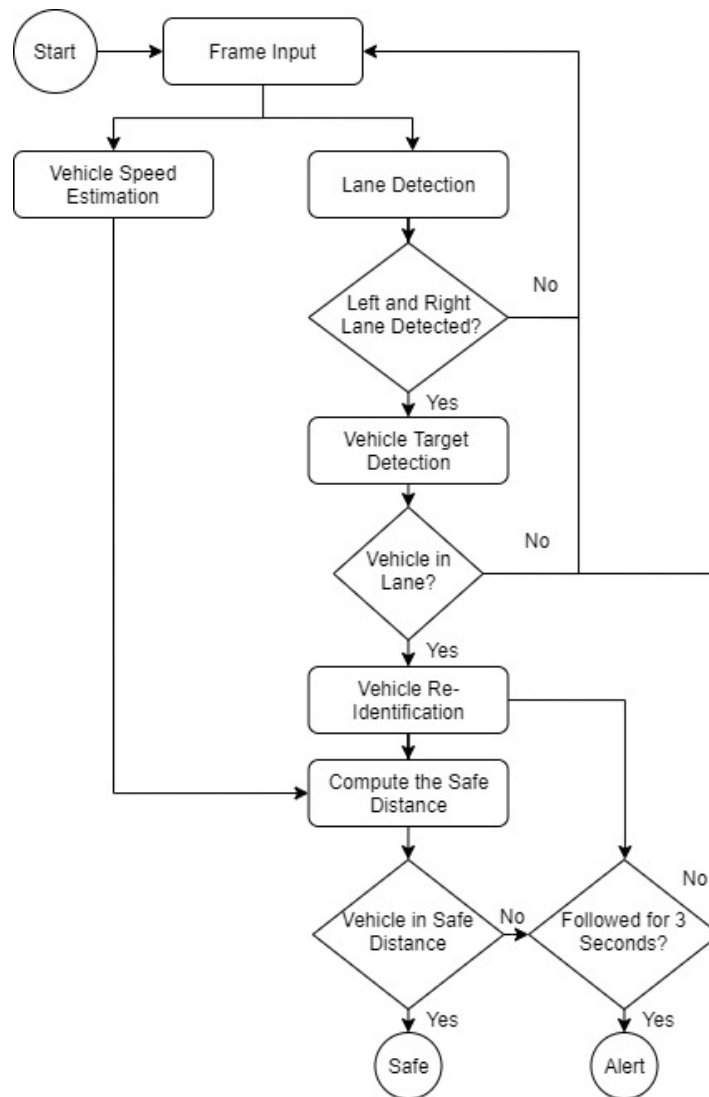 Start
Frame Input
Vehicle Speed
Estimation
Lane Detection
No
Left and Right
Lane Detected?
Yes
Vehicle Target
Detection
No
Vehicle in
Lane?
Yes
Vehicle Re-
Identification
Compute the Safe
Distance
No
Vehicle in Safe
Distance
No
Followed for 3
Seconds?
Yes
Yes
Safe
Alert